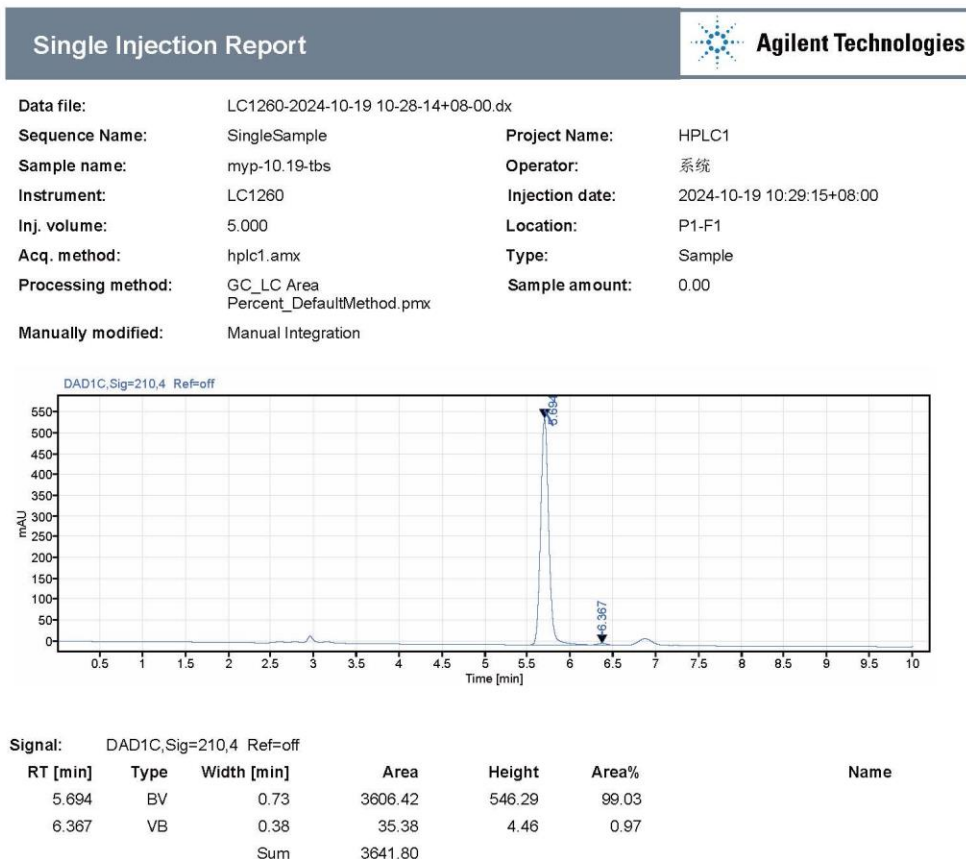 Single Injection Report
Agilent Technologies
Data file: LC1260-2024-10-19 10-28-14+08-00.dx
Sequence Name: SingleSample Project Name: HPLC1
Sample name: myp-10.19-tbs Operator: 系统
Instrument: LC1260 Injection date: 2024-10-19 10:29:15+08:00
Inj. volume: 5.000 Location: P1-F1
Acq. method: hplc1.amx Type: Sample
Processing method: GC_LC Area Percent_DefaultMethod.pmx Sample amount: 0.00
Manually modified: Manual Integration
DAD1C,Sig=210,4 Ref=off
550
500
450
400
350
300
250
200
150
100
50
0
mAU
5.694
6.367
0.5 1 1.5 2 2.5 3 3.5 4 4.5 5 5.5 6 6.5 7 7.5 8 8.5 9 9.5 10
Time [min]
Signal: DAD1C,Sig=210,4 Ref=off
RT [min] Type Width [min] Area Height Area% Name
5.694 BV 0.73 3606.42 546.29 99.03
6.367 VB 0.38 35.38 4.46 0.97
Sum 3641.80